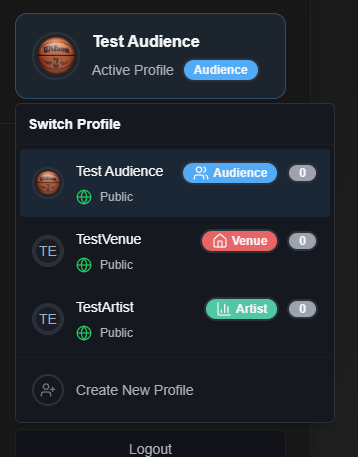 Test Audience
Active Profile Audience
Switch Profile
Test Audience Audience 0
Public
TE TestVenue Venue 0
Public
TE TestArtist Artist 0
Public
Create New Profile
Logout